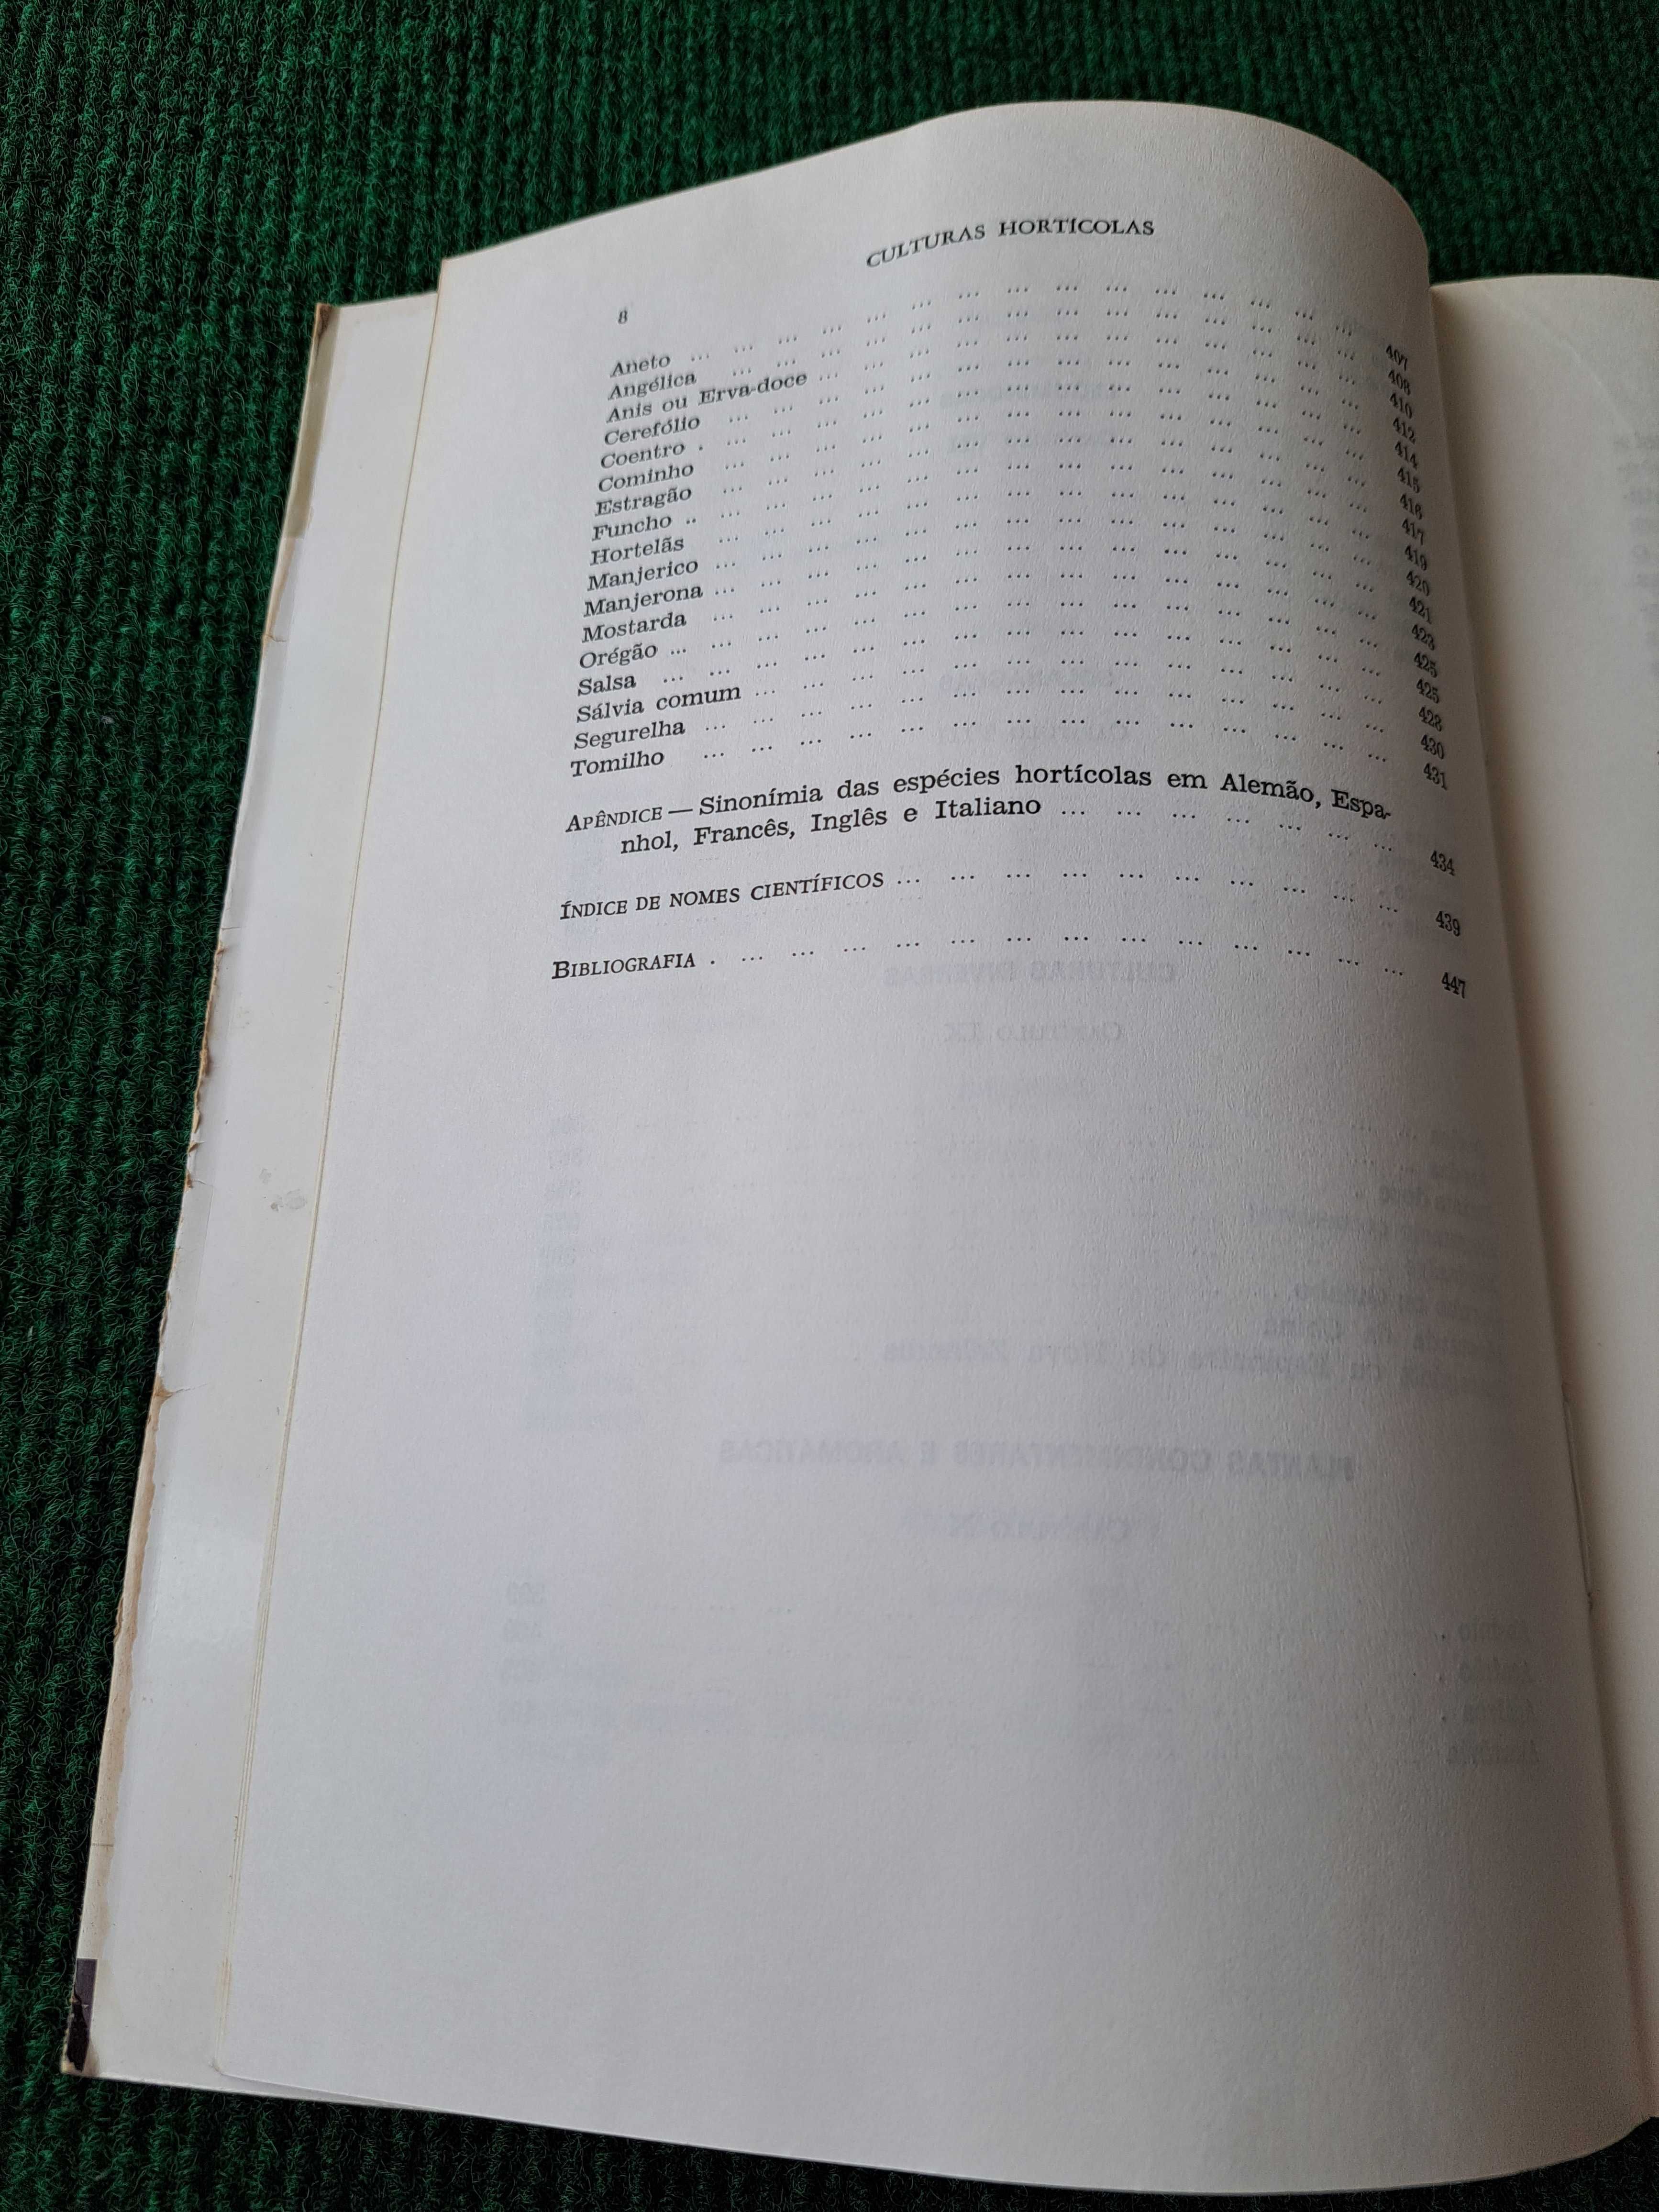 8
CULTURAS HORTÍCOLAS
Aneto ... ... ... ... ... ... ... ... ... ... ... ... ... ... ... 407
Angélica ... ... ... ... ... ... ... ... ... ... ... ... ... ... 408
Anis ou Erva-doce ... ... ... ... ... ... ... ... ... ... ... ... 410
Cerefólio ... ... ... ... ... ... ... ... ... ... ... ... ... ... 412
Coentro . ... ... ... ... ... ... ... ... ... ... ... ... ... ... 414
Cominho ... ... ... ... ... ... ... ... ... ... ... ... ... ... 415
Estragão ... ... ... ... ... ... ... ... ... ... ... ... ... ... 416
Funcho .. ... ... ... ... ... ... ... ... ... ... ... ... ... ... 417
Hortelãs ... ... ... ... ... ... ... ... ... ... ... ... ... ... 419
Manjerico ... ... ... ... ... ... ... ... ... ... ... ... ... ... 420
Manjerona ... ... ... ... ... ... ... ... ... ... ... ... ... ... 421
Mostarda ... ... ... ... ... ... ... ... ... ... ... ... ... ... 423
Orégão ... ... ... ... ... ... ... ... ... ... ... ... ... ... ... 425
Salsa ... ... ... ... ... ... ... ... ... ... ... ... ... ... ... 425
Sálvia comum ... ... ... ... ... ... ... ... ... ... ... ... ... 428
Segurelha ... ... ... ... ... ... ... ... ... ... ... ... ... ... 430
Tomilho ... ... ... ... ... ... ... ... ... ... ... ... ... ... 431
APÊNDICE — Sinonímia das espécies hortícolas em Alemão, Espa-
nhol, Francês, Inglês e Italiano ... ... ... ... ... ... ... 434
ÍNDICE DE NOMES CIENTÍFICOS ... ... ... ... ... ... ... ... ... ... 439
BIBLIOGRAFIA . ... ... ... ... ... ... ... ... ... ... ... ... ... 447